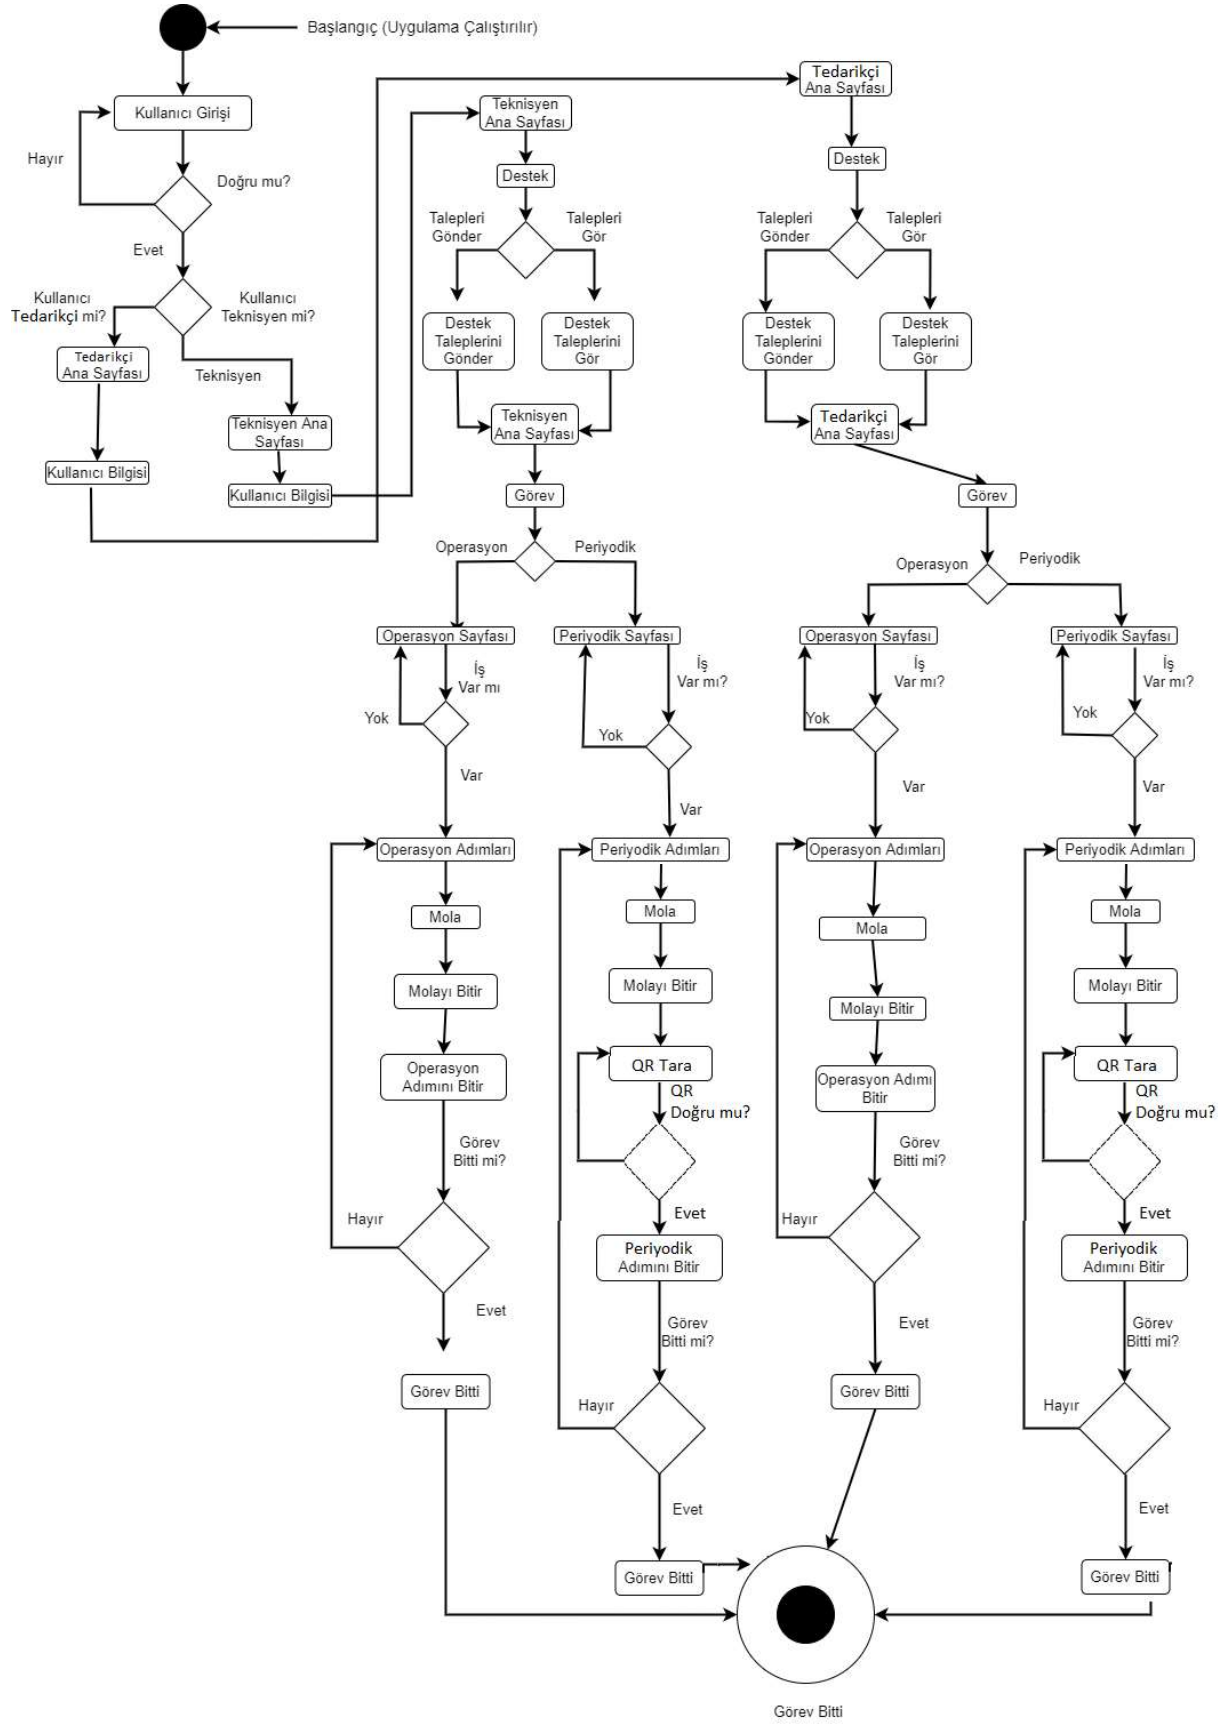 Başlangıç (Uygulama Çalıştırılır)
Kullanıcı Girişi
Hayır
Doğru mu?
Evet
Kullanıcı
Tedarikçi mi?
Kullanıcı
Teknisyen mi?
Tedarikçi
Ana Sayfası
Teknisyen
Teknisyen Ana
Sayfası
Kullanıcı Bilgisi
Kullanıcı Bilgisi
Teknisyen
Ana Sayfası
Destek
Talepleri
Gönder
Talepleri
Gör
Destek
Taleplerini
Gönder
Destek
Taleplerini
Gör
Teknisyen
Ana Sayfası
Görev
Operasyon
Periyodik
Operasyon Sayfası
İş
Var mı
Yok
Var
Operasyon Adımları
Mola
Molayı Bitir
Operasyon
Adımını Bitir
Görev
Bitti mi?
Hayır
Evet
Görev Bitti
Periyodik Sayfası
İş
Var mı?
Yok
Var
Periyodik Adımları
Mola
Molayı Bitir
QR Tara
QR
Doğru mu?
Evet
Periyodik
Adımını Bitir
Görev
Bitti mi?
Hayır
Evet
Görev Bitti
Tedarikçi
Ana Sayfası
Destek
Talepleri
Gönder
Talepleri
Gör
Destek
Taleplerini
Gönder
Destek
Taleplerini
Gör
Tedarikçi
Ana Sayfası
Görev
Operasyon
Periyodik
Operasyon Sayfası
İş
Var mı?
Yok
Var
Operasyon Adımları
Mola
Molayı Bitir
Operasyon Adımı
Bitir
Görev
Bitti mi?
Hayır
Evet
Görev Bitti
Periyodik Sayfası
İş
Var mı?
Yok
Var
Periyodik Adımları
Mola
Molayı Bitir
QR Tara
QR
Doğru mu?
Evet
Periyodik
Adımını Bitir
Görev
Bitti mi?
Hayır
Evet
Görev Bitti
Görev Bitti